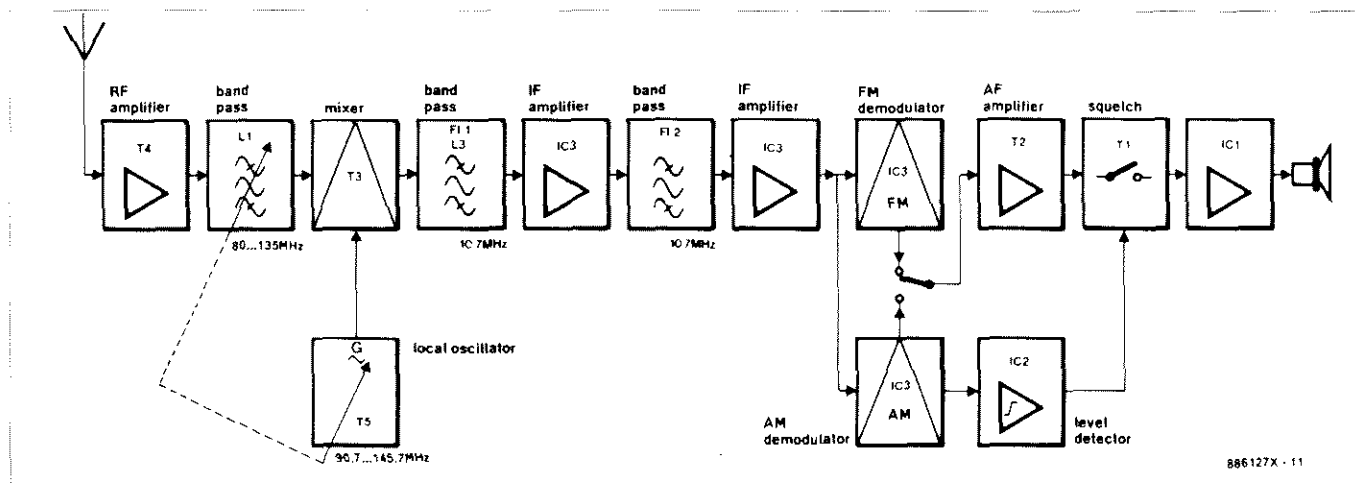 RF
amplifier
T4
band
pass
L1
80...135MHz
mixer
T3
band
pass
FI 1
L3
10.7MHz
IF
amplifier
IC3
band
pass
FI 2
10.7MHz
IF
amplifier
IC3
FM
demodulator
IC3
FM
AF
amplifier
T2
squelch
T1
IC1
G
T5
local oscillator
90,7...145,7MHz
AM
demodulator
IC3
AM
IC2
level
detector
886127X - 11